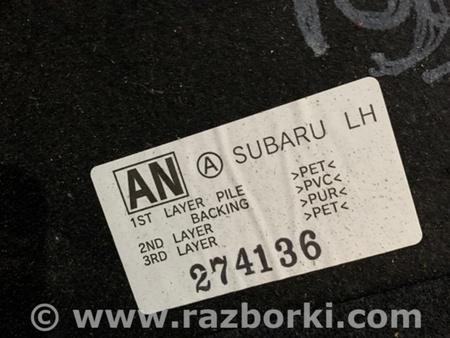 AN Ⓐ SUBARU LH
1ST LAYER PILE >PET<
BACKING >PVC<
2ND LAYER >PUR<
3RD LAYER >PET<
274136
© www.razborki.com